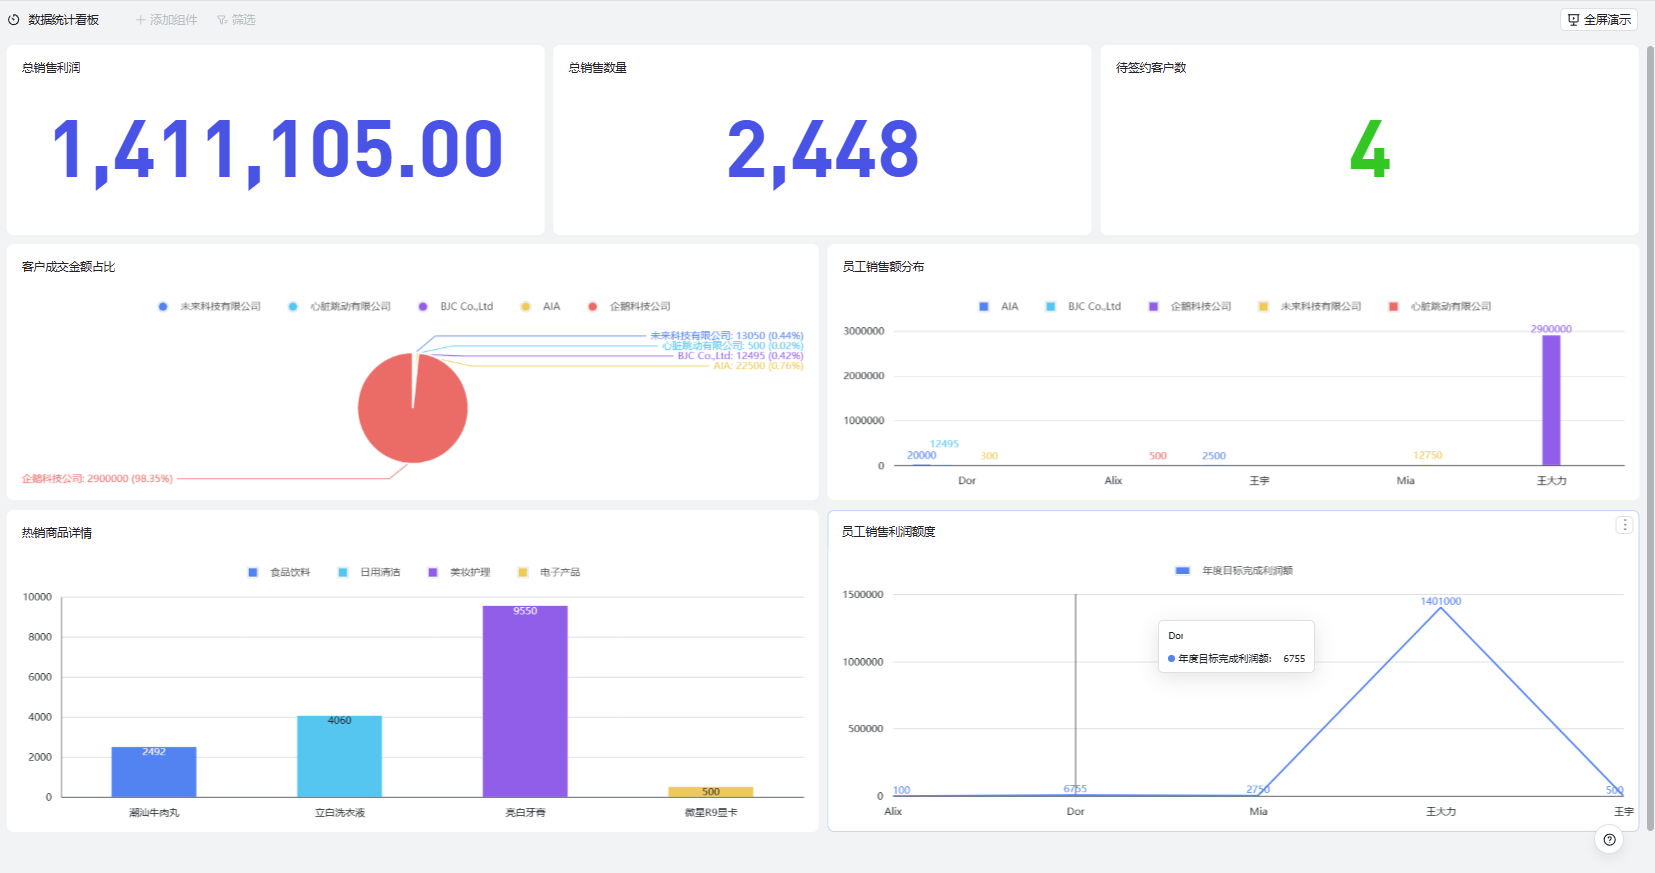 数据统计看板
添加组件
筛选
全屏演示
总销售利润
1,411,105.00
总销售数量
2,448
待签约客户数
4
客户成交金额占比
未来科技有限公司 心脏跳动有限公司 BJC Co.,Ltd AIA 企鹅科技公司
未来科技有限公司: 13050 (0.44%)
心脏跳动有限公司: 500 (0.02%)
BJC Co.,Ltd: 12495 (0.42%)
AIA: 22500 (0.76%)
企鹅科技公司: 2900000 (98.35%)
员工销售额分布
AIA BJC Co.,Ltd 企鹅科技公司 未来科技有限公司 心脏跳动有限公司
3000000
2900000
2000000
1000000
12495
20000 300 500 2500 12750
0
Dor Alix 王宇 Mia 王大力
热销商品详情
食品饮料 日用清洁 美妆护理 电子产品
10000
9550
8000
6000
4000
4060
2000
2492
500
0
潮汕牛肉丸 立白洗衣液 亮白牙膏 微星R9显卡
员工销售利润额度
年度目标完成利润额
1500000
1401000
Dor
年度目标完成利润额: 6755
1000000
500000
0
100 6755 2750 500
Alix Dor Mia 王大力 王宇